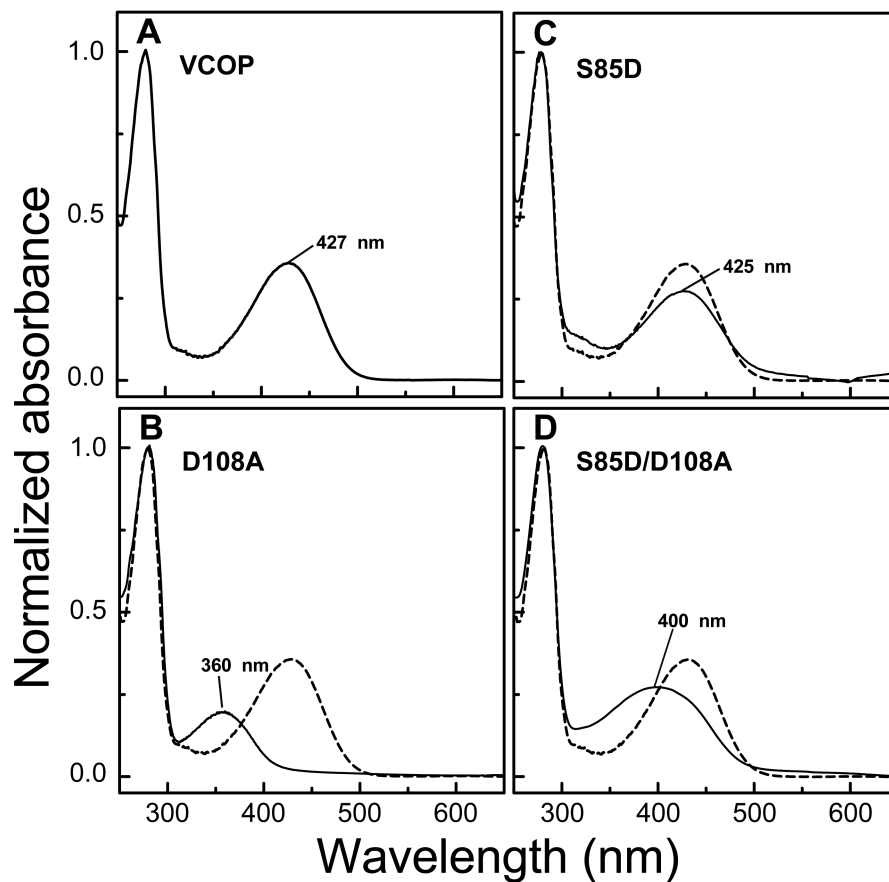 Normalized absorbance
A
VCOP
1.0
0.5
0.0
427 nm
C
S85D
425 nm
B
D108A
1.0
0.5
0.0
360 nm
300 400 500 600
D
S85D/D108A
400 nm
300 400 500 600
Wavelength (nm)